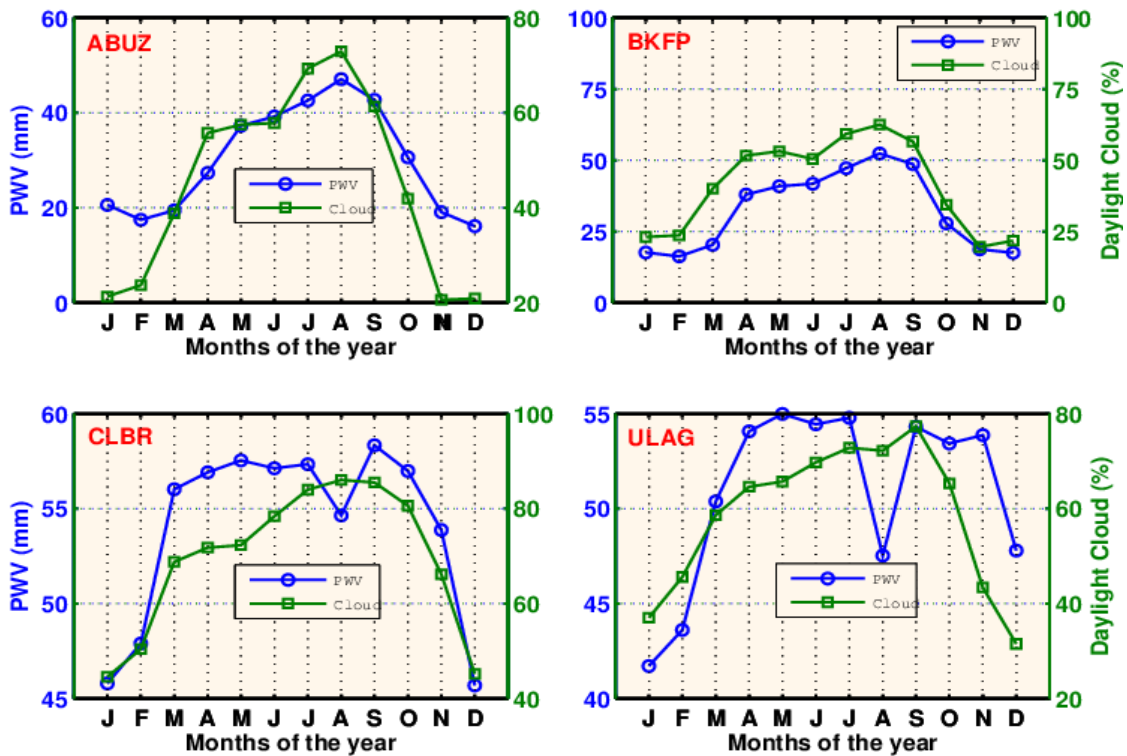 ABUZ
PWV (mm)
60
40
20
0
80
60
40
20
PWV
Cloud
J F M A M J J A S O N D
Months of the year
BKFP
100
75
50
25
0
100
75
50
25
0
Daylight Cloud (%)
PWV
Cloud
J F M A M J J A S O N D
Months of the year
CLBR
PWV (mm)
60
55
50
45
100
80
60
40
PWV
Cloud
J F M A M J J A S O N D
Months of the year
ULAG
55
50
45
40
80
60
40
20
Daylight Cloud (%)
PWV
Cloud
J F M A M J J A S O N D
Months of the year